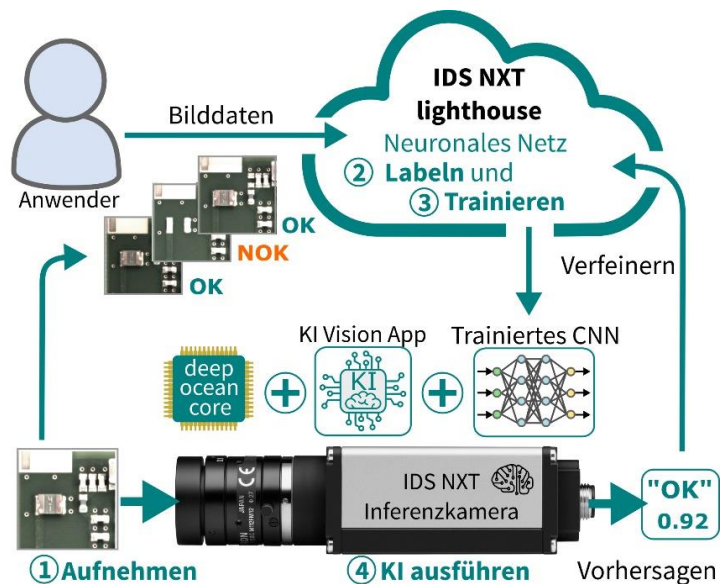 IDS NXT
lighthouse
Neuronales Netz
② Labeln und
③ Trainieren
Bilddaten
Anwender
OK
NOK
OK
Verfeinern
KI Vision App
Trainiertes CNN
deep
ocean
core
KI
IDS NXT
Inferenzkamera
JAPAN
"OK"
0.92
① Aufnehmen
④ KI ausführen
Vorhersagen